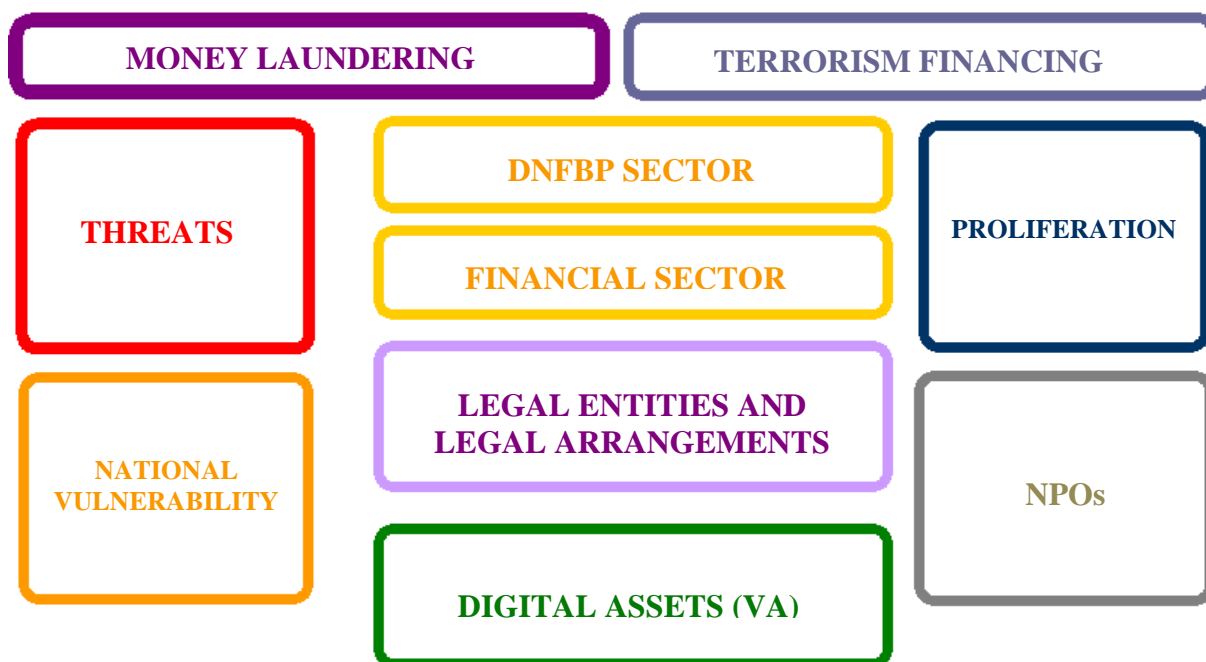 MONEY LAUNDERING
TERRORISM FINANCING
THREATS
DNFBP SECTOR
FINANCIAL SECTOR
PROLIFERATION
NATIONAL
VULNERABILITY
LEGAL ENTITIES AND
LEGAL ARRANGEMENTS
NPOs
DIGITAL ASSETS (VA)